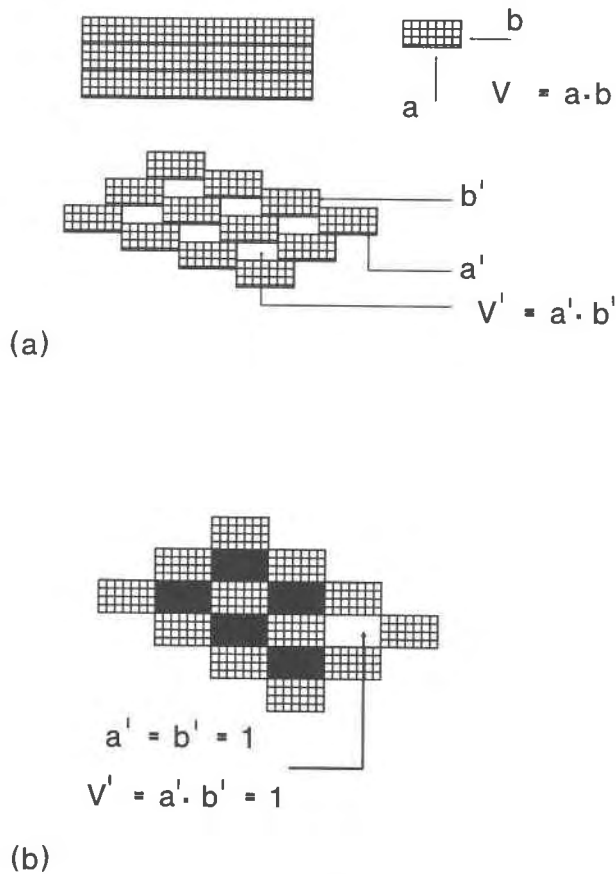 b
a
V = a·b
b'
a'
V' = a'· b'
(a)
a' = b' = 1
V' = a'· b' = 1
(b)